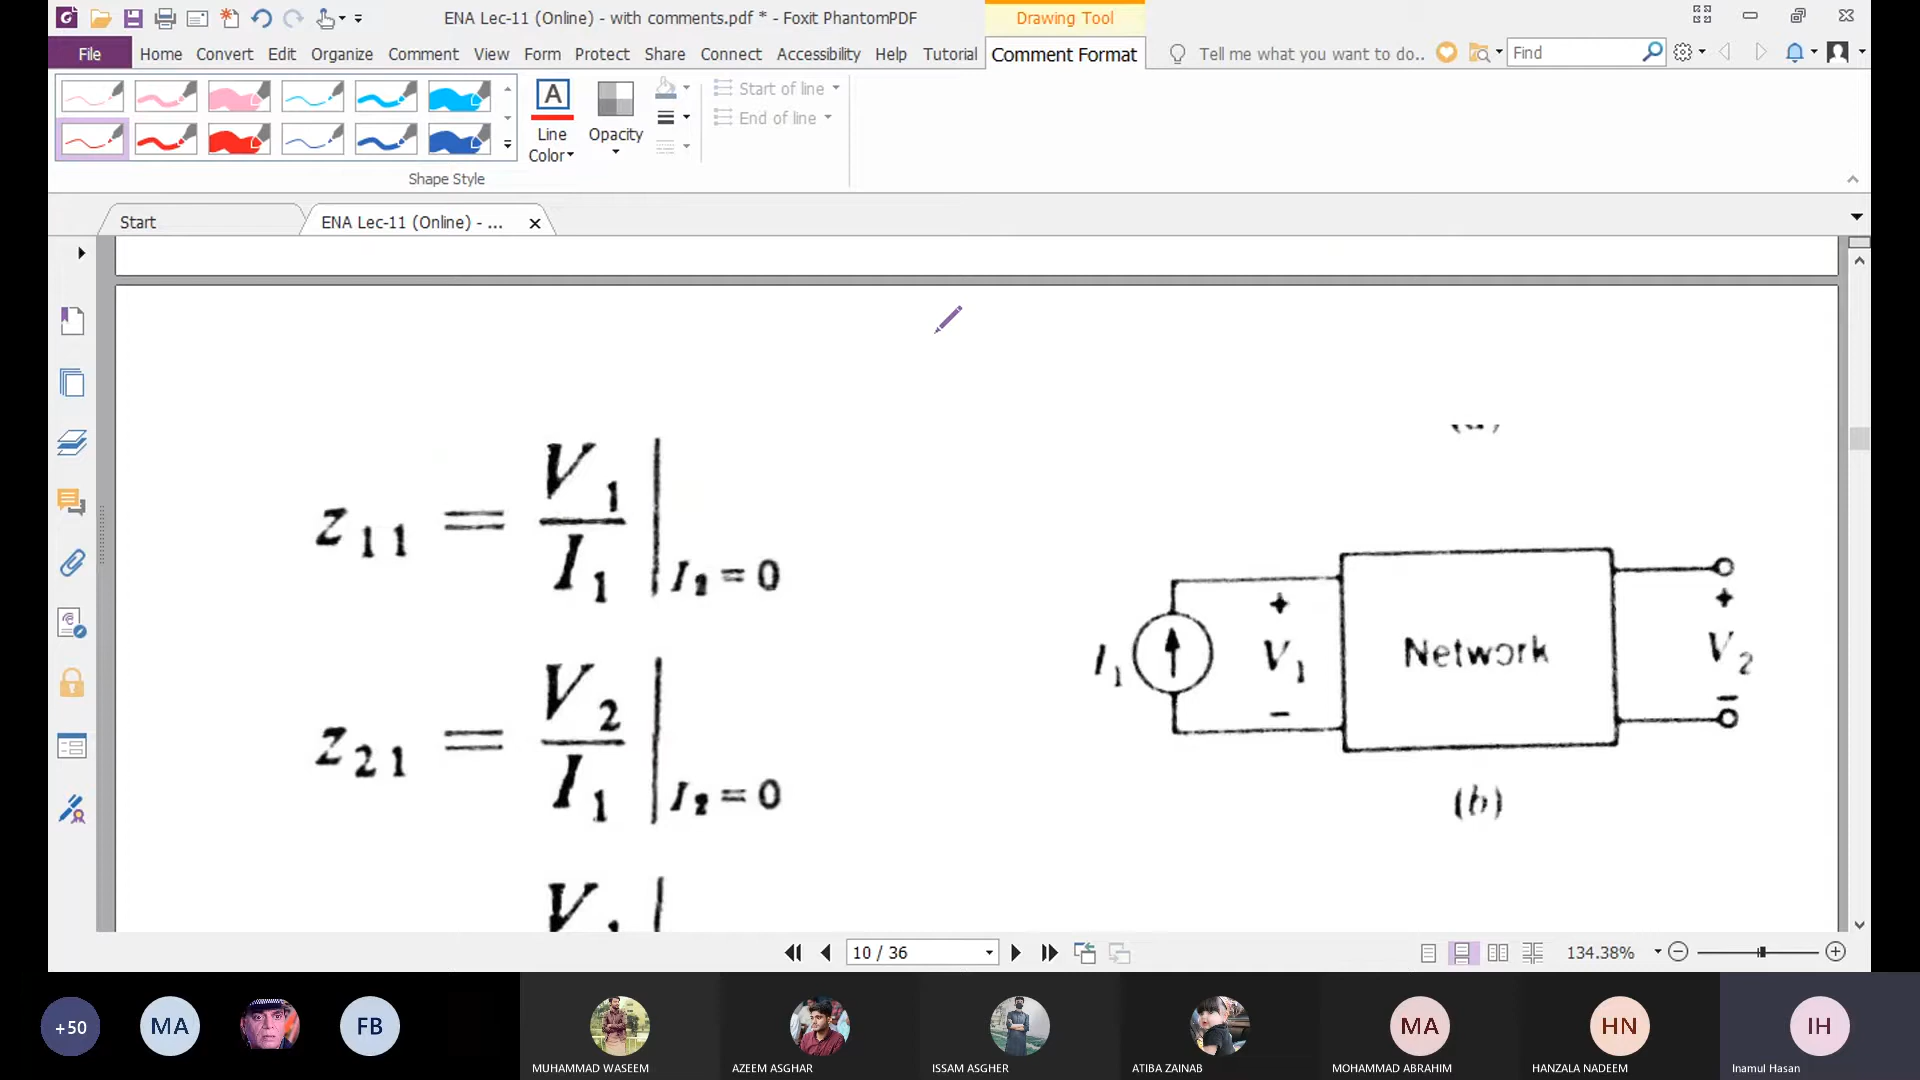 ENA Lec-11 (Online) - with comments.pdf * - Foxit PhantomPDF
Drawing Tool
File Home Convert Edit Organize Comment View Form Protect Share Connect Accessibility Help Tutorial Comment Format Tell me what you want to do.. Find
A
Line Color
Opacity
Start of line
End of line
Shape Style
Start
ENA Lec-11 (Online) - ...
z11 = V1 / I1 | I2 = 0
z21 = V2 / I1 | I2 = 0
V1
I1 + V1 − Network + V2 −
(b)
10 / 36
134.38%
+50 MA FB MA HN IH
MUHAMMAD WASEEM AZEEM ASGHAR ISSAM ASGHER ATIBA ZAINAB MOHAMMAD ABRAHIM HANZALA NADEEM Inamul Hasan